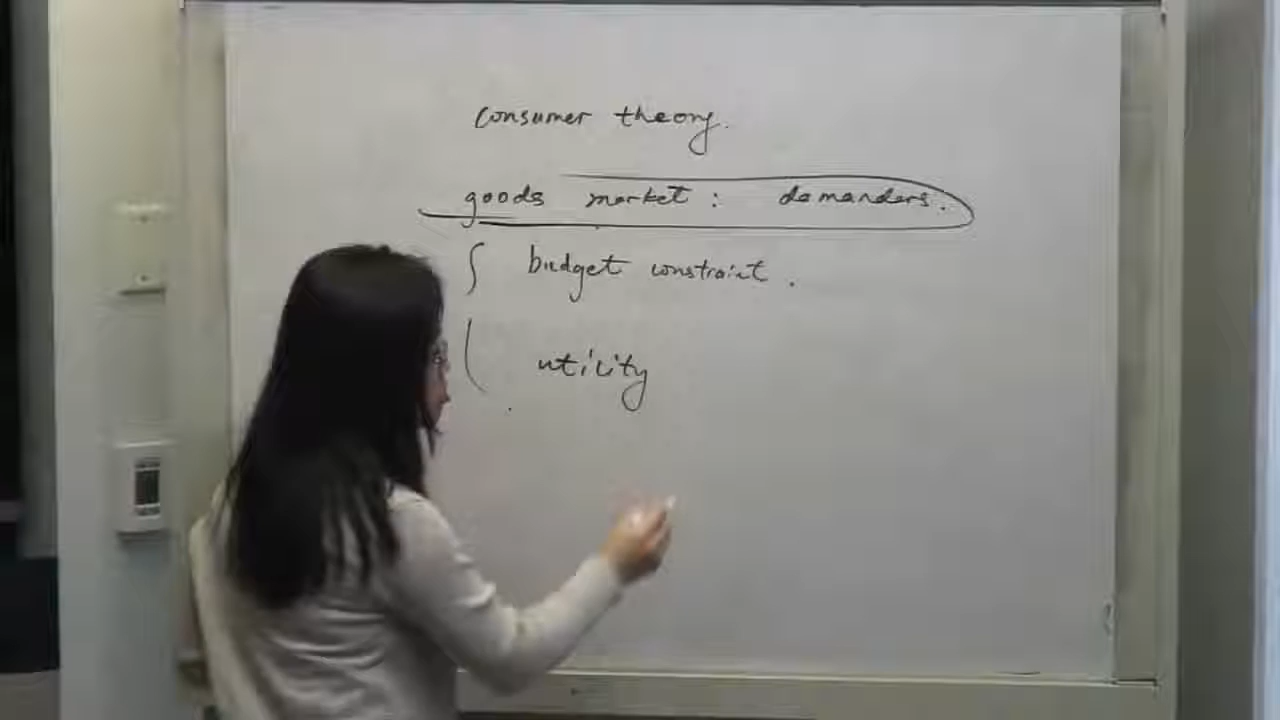 consumer theory.
goods market: demanders.
budget constraint.
utility